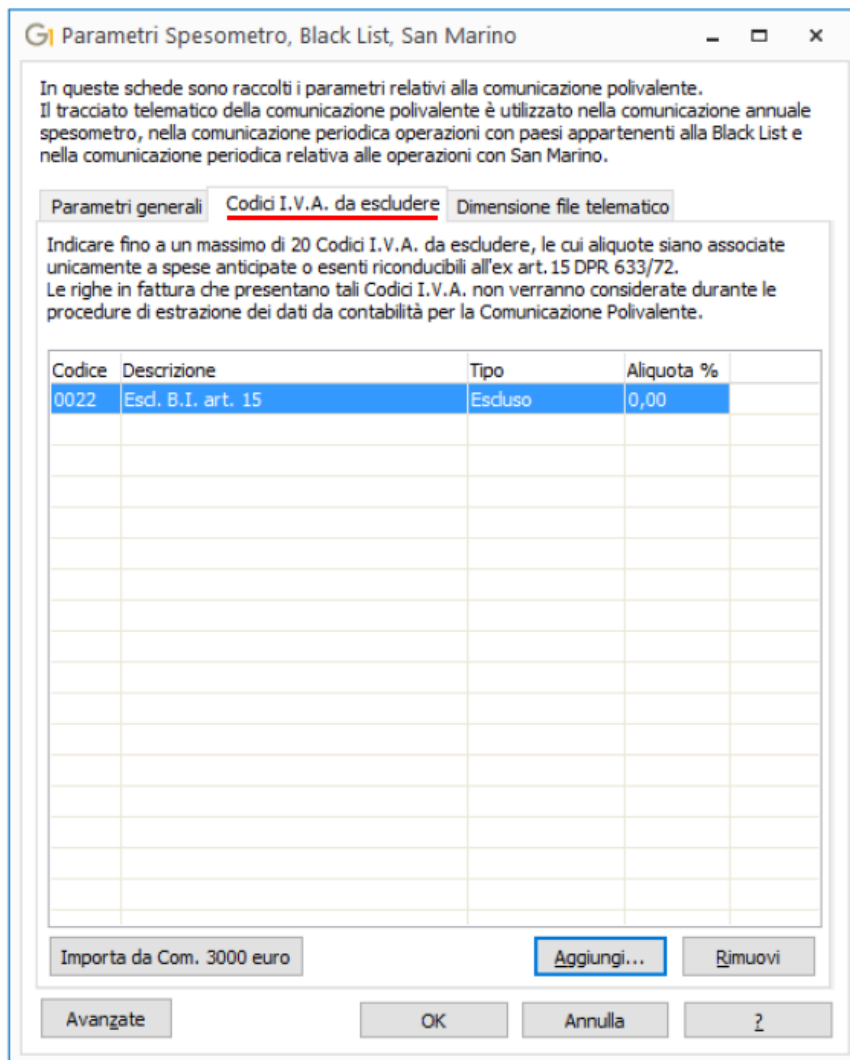 G1 Parametri Spesometro, Black List, San Marino
In queste schede sono raccolti i parametri relativi alla comunicazione polivalente.
Il tracciato telematico della comunicazione polivalente è utilizzato nella comunicazione annuale
spesometro, nella comunicazione periodica operazioni con paesi appartenenti alla Black List e
nella comunicazione periodica relativa alle operazioni con San Marino.
Parametri generali Codici I.V.A. da escludere Dimensione file telematico
Indicare fino a un massimo di 20 Codici I.V.A. da escludere, le cui aliquote siano associate
unicamente a spese anticipate o esenti riconducibili all'ex art.15 DPR 633/72.
Le righe in fattura che presentano tali Codici I.V.A. non verranno considerate durante le
procedure di estrazione dei dati da contabilità per la Comunicazione Polivalente.
Codice Descrizione Tipo Aliquota %
0022 Escl. B.I. art. 15 Escluso 0,00
Importa da Com. 3000 euro Aggiungi... Rimuovi
Avanzate OK Annulla ?